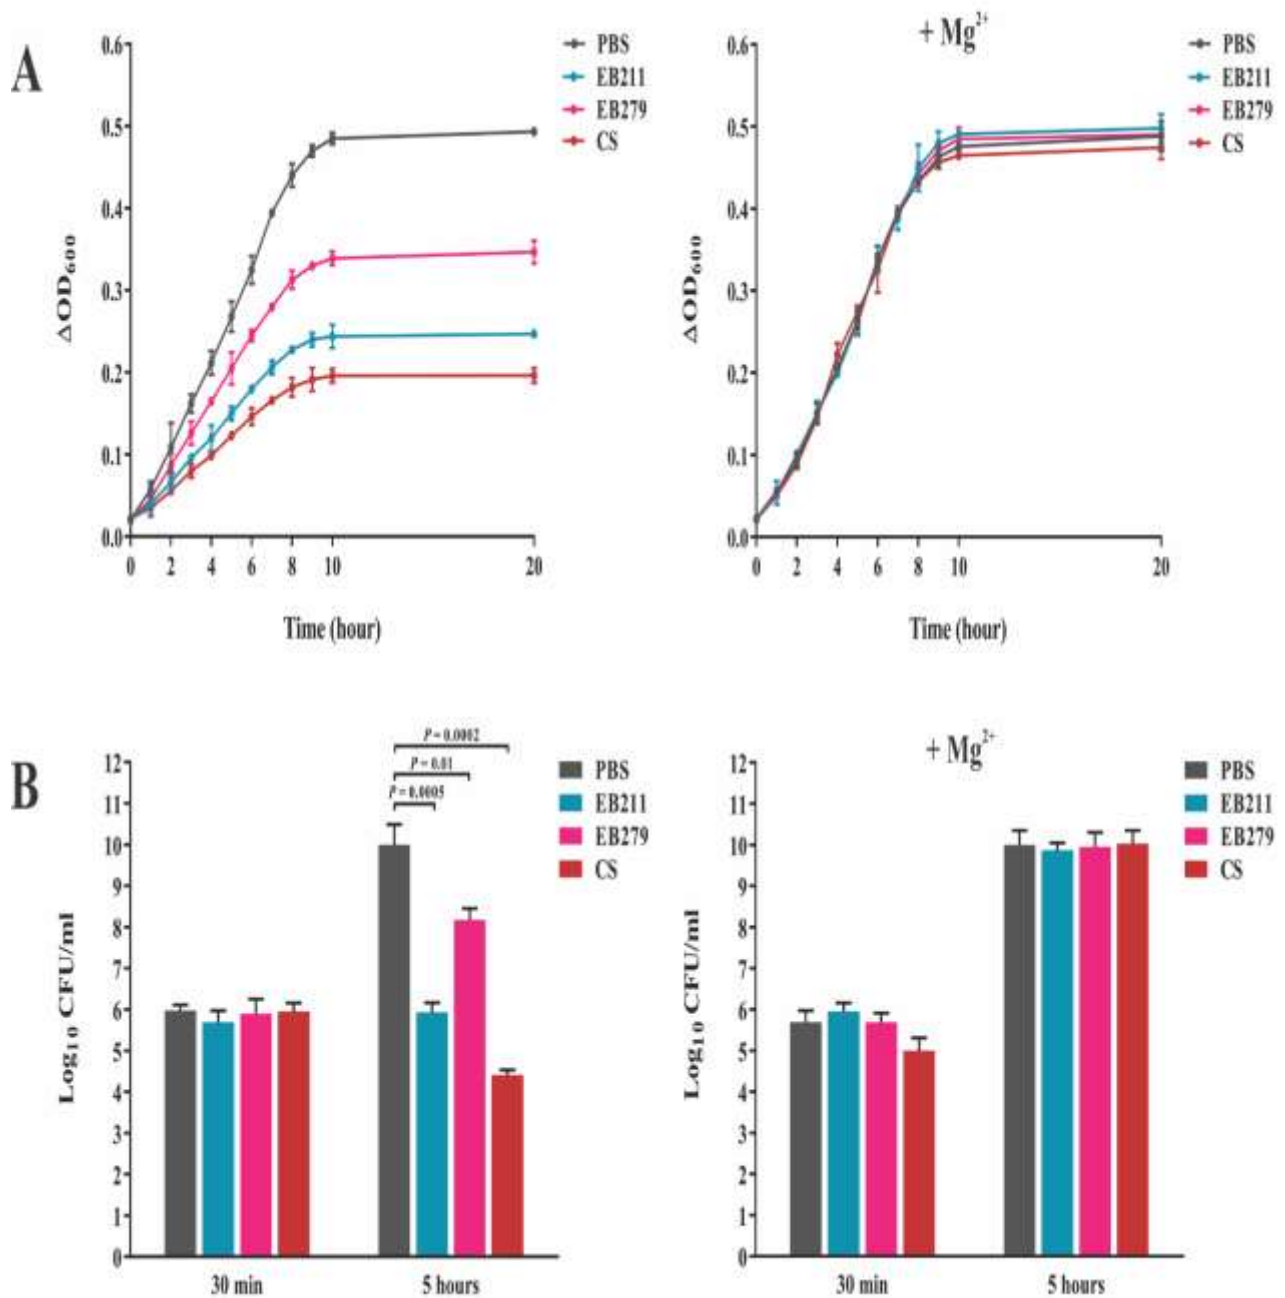 A
0.6
0.5
0.4
0.3
0.2
0.1
0.0
ΔOD600
0 2 4 6 8 10 20
Time (hour)
PBS
EB211
EB279
CS
+ Mg2+
0.6
0.5
0.4
0.3
0.2
0.1
0.0
ΔOD600
0 2 4 6 8 10 20
Time (hour)
PBS
EB211
EB279
CS
B
12
11
10
9
8
7
6
5
4
3
2
1
0
Log10 CFU/ml
P = 0.0002
P = 0.01
P = 0.0005
30 min 5 hours
PBS
EB211
EB279
CS
+ Mg2+
12
11
10
9
8
7
6
5
4
3
2
1
0
Log10 CFU/ml
30 min 5 hours
PBS
EB211
EB279
CS